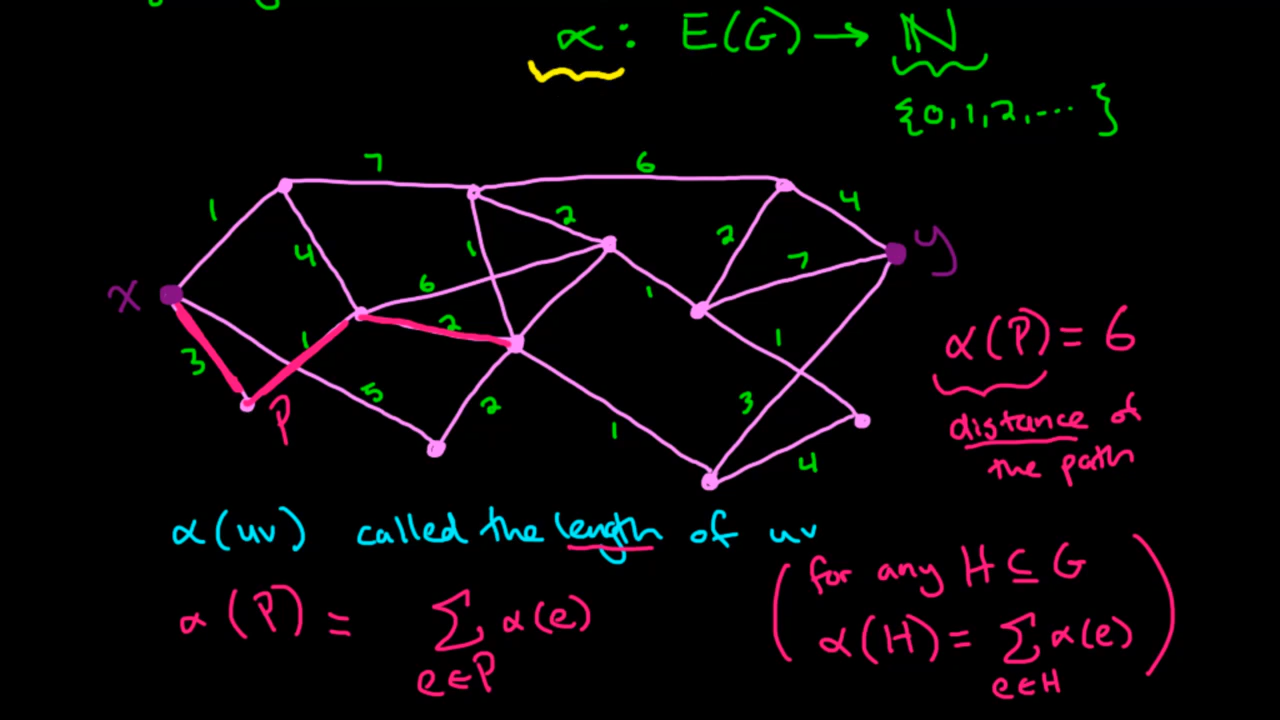 α : E(G) → ℕ
{0,1,2,... }
7
6
1
4
2
4
1
2
7
6
x
y
1
2
1
3
1
5
3
2
1
4
P
α(P) = 6
distance of
the path
α(uv) called the length of uv
α(P) = Σ α(e)
e∈P
(for any H ⊆ G
α(H) = Σ α(e))
e∈H